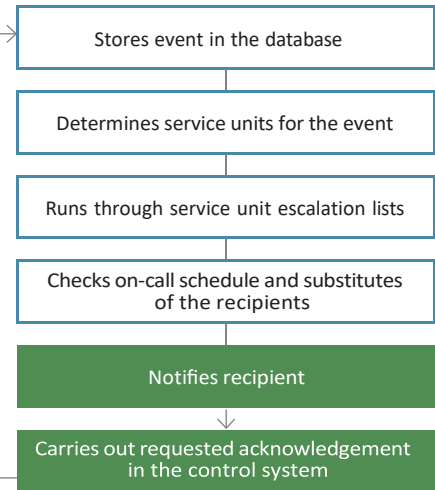 Stores event in the database
Determines service units for the event
Runs through service unit escalation lists
Checks on-call schedule and substitutes
of the recipients
Notifies recipient
Carries out requested acknowledgement
in the control system